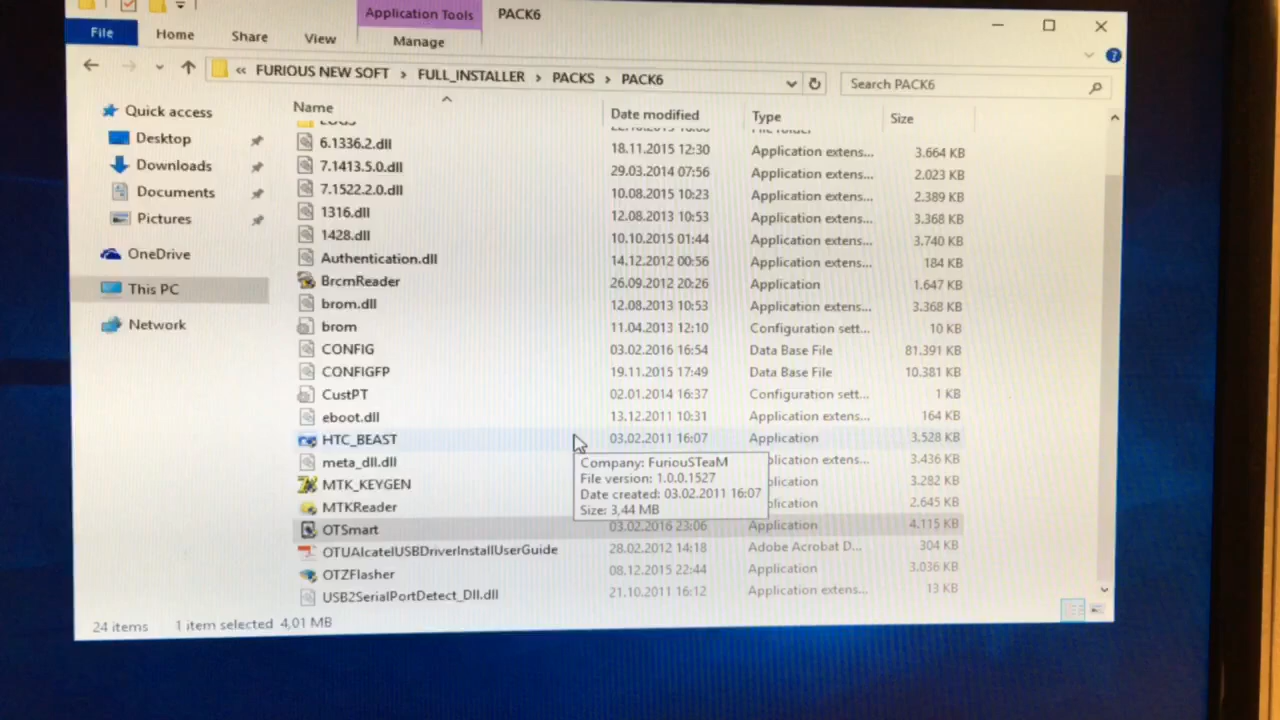 Application Tools PACK6
File Home Share View Manage
« FURIOUS NEW SOFT › FULL_INSTALLER › PACKS › PACK6 Search PACK6
Name Date modified Type Size
Quick access
Desktop
Downloads
Documents
Pictures
OneDrive
This PC
Network
LOGS
6.1336.2.dll 18.11.2015 12:30 Application extens... 3.664 KB
7.1413.5.0.dll 29.03.2014 07:56 Application extens... 2.023 KB
7.1522.2.0.dll 10.08.2015 10:23 Application extens... 2.389 KB
1316.dll 12.08.2013 10:53 Application extens... 3.368 KB
1428.dll 10.10.2015 01:44 Application extens... 3.740 KB
Authentication.dll 14.12.2012 00:56 Application extens... 184 KB
BrcmReader 26.09.2012 20:26 Application 1.647 KB
brom.dll 12.08.2013 10:53 Application extens... 3.368 KB
brom 11.04.2013 12:10 Configuration sett... 10 KB
CONFIG 03.02.2016 16:54 Data Base File 81.391 KB
CONFIGFP 19.11.2015 17:49 Data Base File 10.381 KB
CustPT 02.01.2014 16:37 Configuration sett... 1 KB
eboot.dll 13.12.2011 10:31 Application extens... 164 KB
HTC_BEAST 03.02.2011 16:07 Application 3.528 KB
meta_dll.dll plication extens... 3.436 KB
MTK_KEYGEN plication 3.282 KB
MTKReader plication 2.645 KB
OTSmart 03.02.2016 23:06 Application 4.115 KB
OTUAlcatelUSBDriverInstallUserGuide 28.02.2012 14:18 Adobe Acrobat D... 304 KB
OTZFlasher 08.12.2015 22:44 Application 3.036 KB
USB2SerialPortDetect_Dll.dll 21.10.2011 16:12 Application extens... 13 KB
Company: FuriouSTeaM
File version: 1.0.0.1527
Date created: 03.02.2011 16:07
Size: 3,44 MB
24 items 1 item selected 4,01 MB